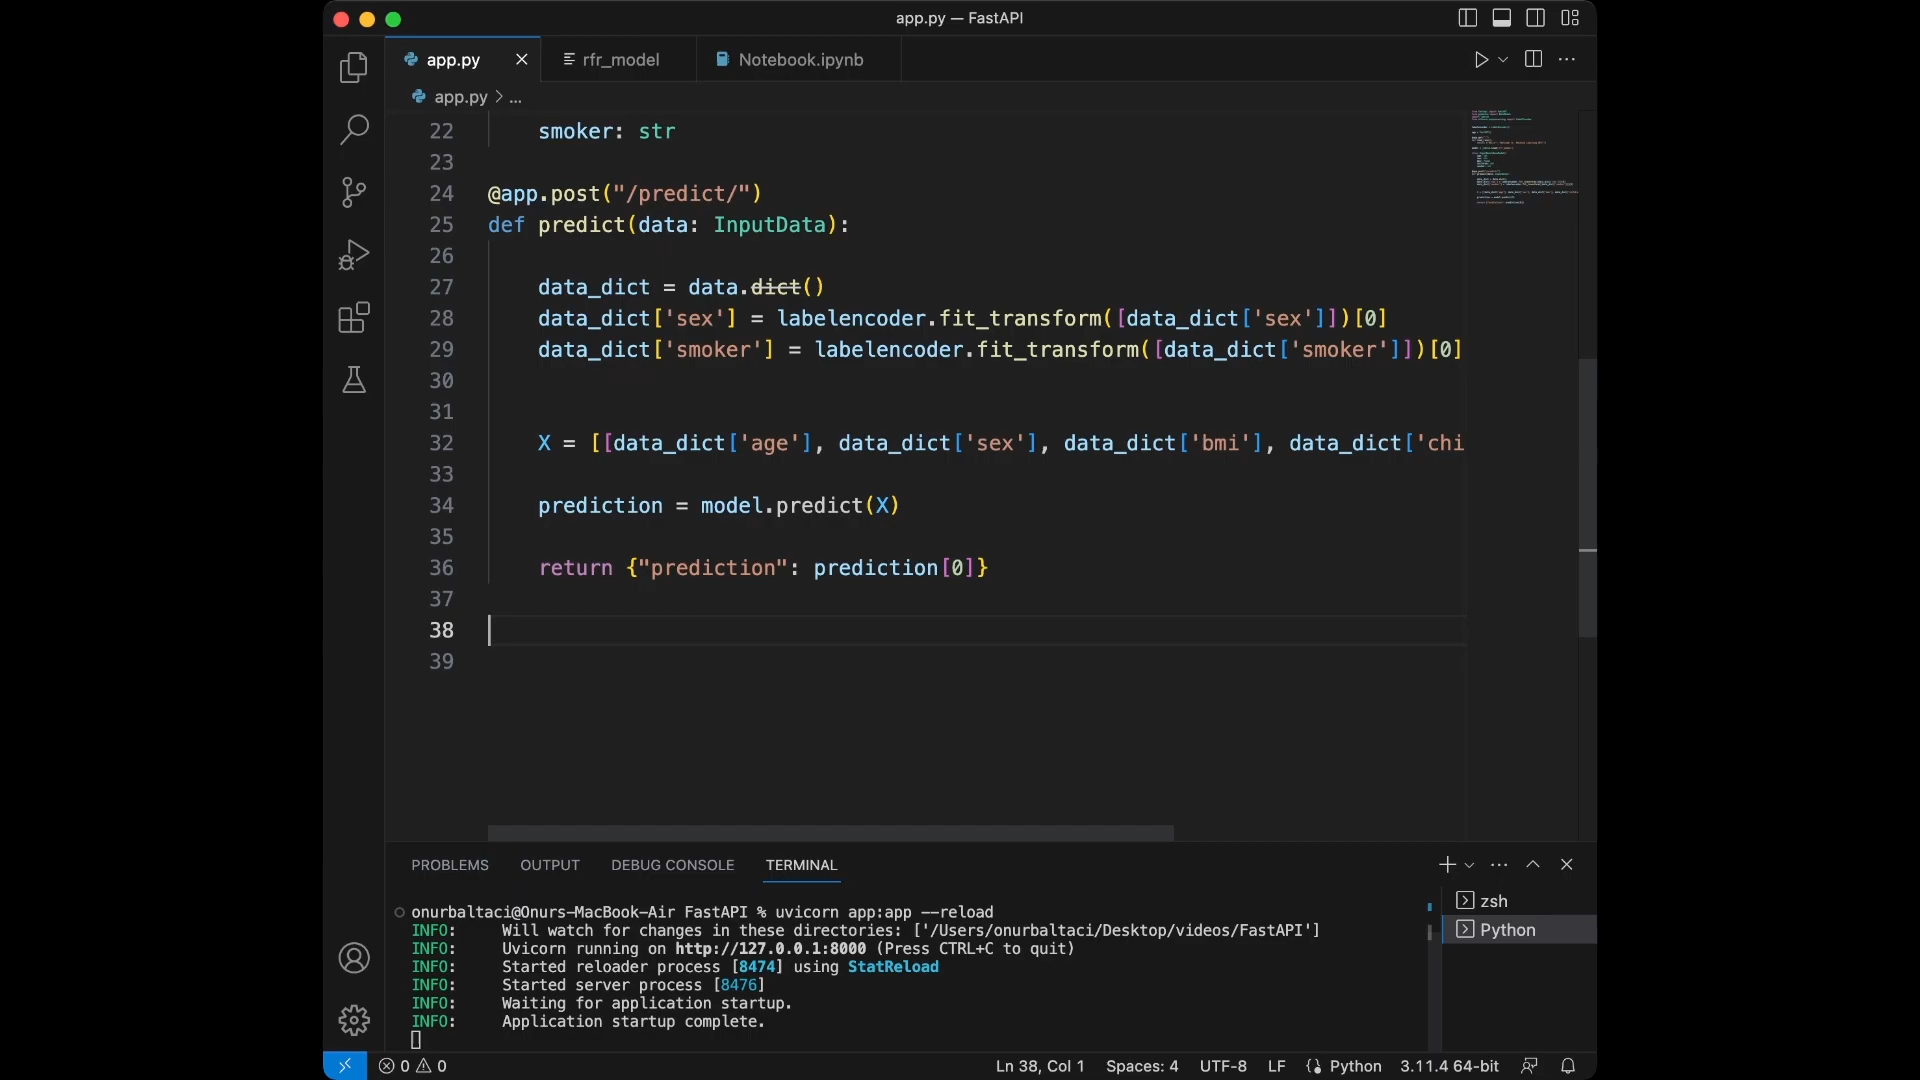 app.py — FastAPI
app.py
rfr_model
Notebook.ipynb
app.py > ...
22 smoker: str
23
24 @app.post("/predict/")
25 def predict(data: InputData):
26
27 data_dict = data.dict()
28 data_dict['sex'] = labelencoder.fit_transform([data_dict['sex']])[0]
29 data_dict['smoker'] = labelencoder.fit_transform([data_dict['smoker']])[0]
30
31
32 X = [[data_dict['age'], data_dict['sex'], data_dict['bmi'], data_dict['chi
33
34 prediction = model.predict(X)
35
36 return {"prediction": prediction[0]}
37
38
39
PROBLEMS OUTPUT DEBUG CONSOLE TERMINAL
onurbaltaci@Onurs-MacBook-Air FastAPI % uvicorn app:app --reload
INFO: Will watch for changes in these directories: ['/Users/onurbaltaci/Desktop/videos/FastAPI']
INFO: Uvicorn running on http://127.0.0.1:8000 (Press CTRL+C to quit)
INFO: Started reloader process [8474] using StatReload
INFO: Started server process [8476]
INFO: Waiting for application startup.
INFO: Application startup complete.
zsh
Python
0 0
Ln 38, Col 1 Spaces: 4 UTF-8 LF Python 3.11.4 64-bit